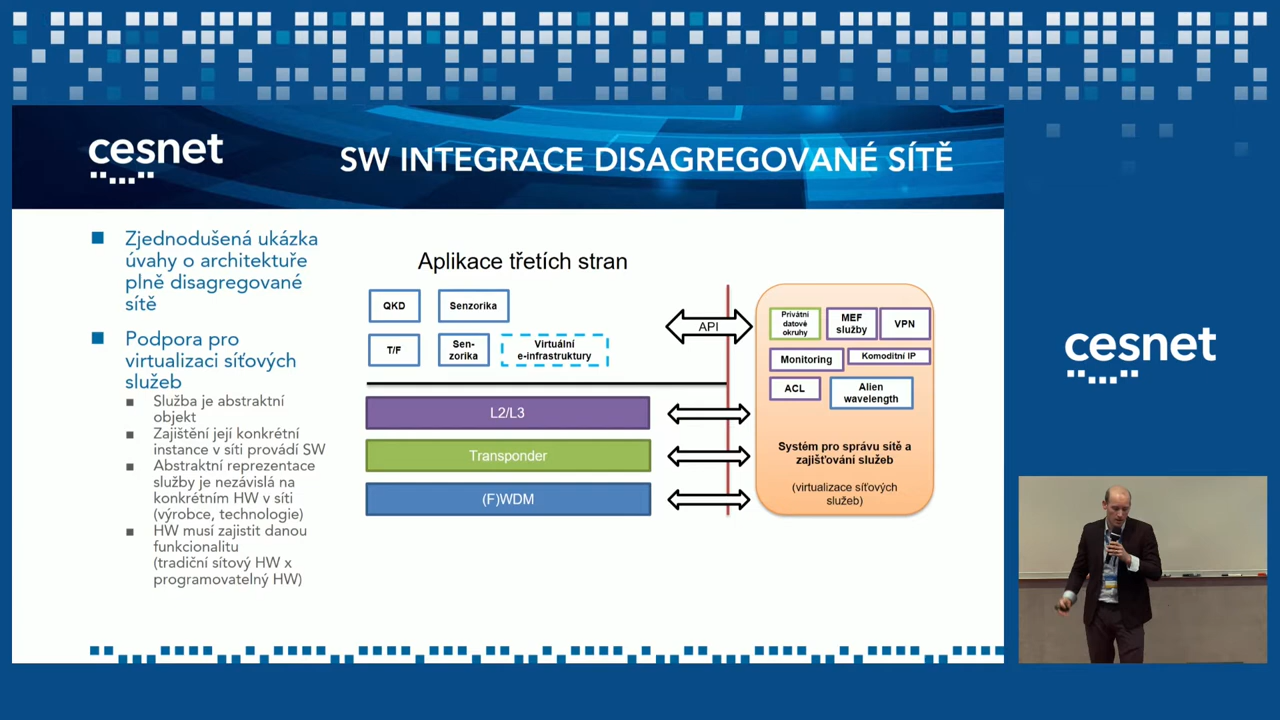 cesnet
SW INTEGRACE DISAGREGOVANÉ SÍTĚ
Zjednodušená ukázka
úvahy o architektuře
plně disagregované
sítě
Podpora pro
virtualizaci síťových
služeb
Služba je abstraktní
objekt
Zajištění její konkrétní
instance v síti provádí SW
Abstraktní reprezentace
služby je nezávislá na
konkrétním HW v síti
(výrobce, technologie)
HW musí zajistit danou
funkcionalitu
(tradiční síťový HW x
programovatelný HW)
Aplikace třetích stran
QKD
Senzorika
T/F
Sen-
zorika
Virtuální
e-infrastruktury
L2/L3
Transponder
(F)WDM
API
Privátní
datové
okruhy
MEF
služby
VPN
Monitoring
Komoditní IP
ACL
Alien
wavelength
Systém pro správu sítě a
zajišťování služeb
(virtualizace síťových
služeb)
cesnet